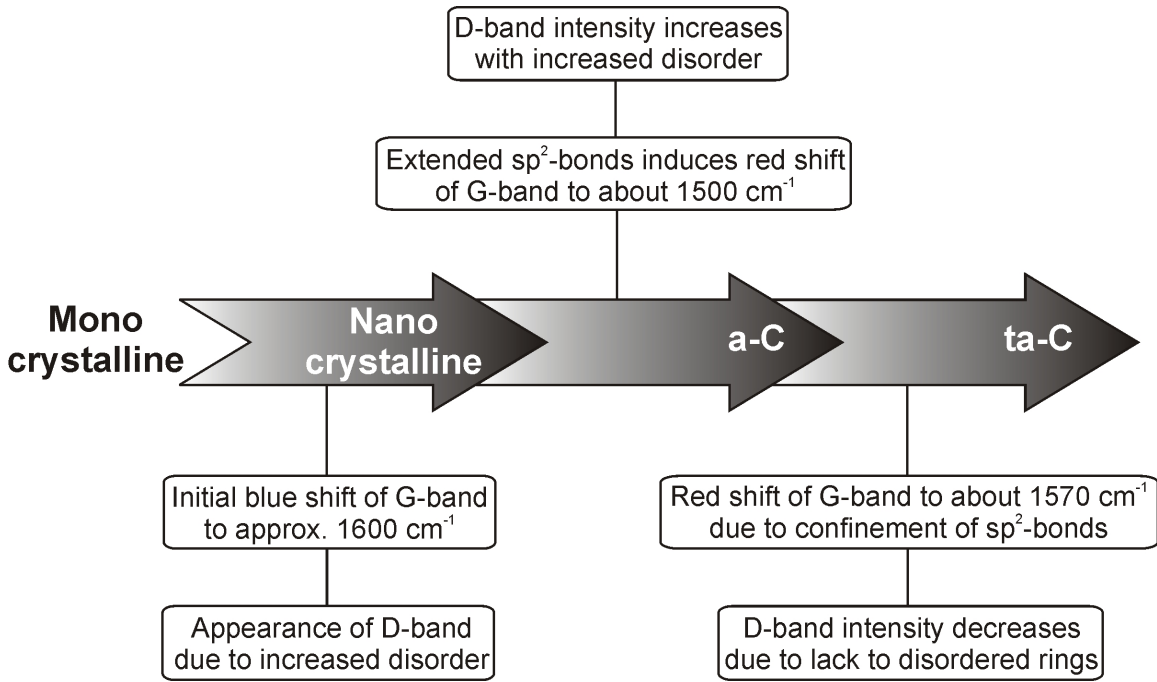 D-band intensity increases
with increased disorder
Extended sp²-bonds induces red shift
of G-band to about 1500 cm⁻¹
Mono
crystalline
Nano
crystalline
a-C
ta-C
Initial blue shift of G-band
to approx. 1600 cm⁻¹
Appearance of D-band
due to increased disorder
Red shift of G-band to about 1570 cm⁻¹
due to confinement of sp²-bonds
D-band intensity decreases
due to lack to disordered rings